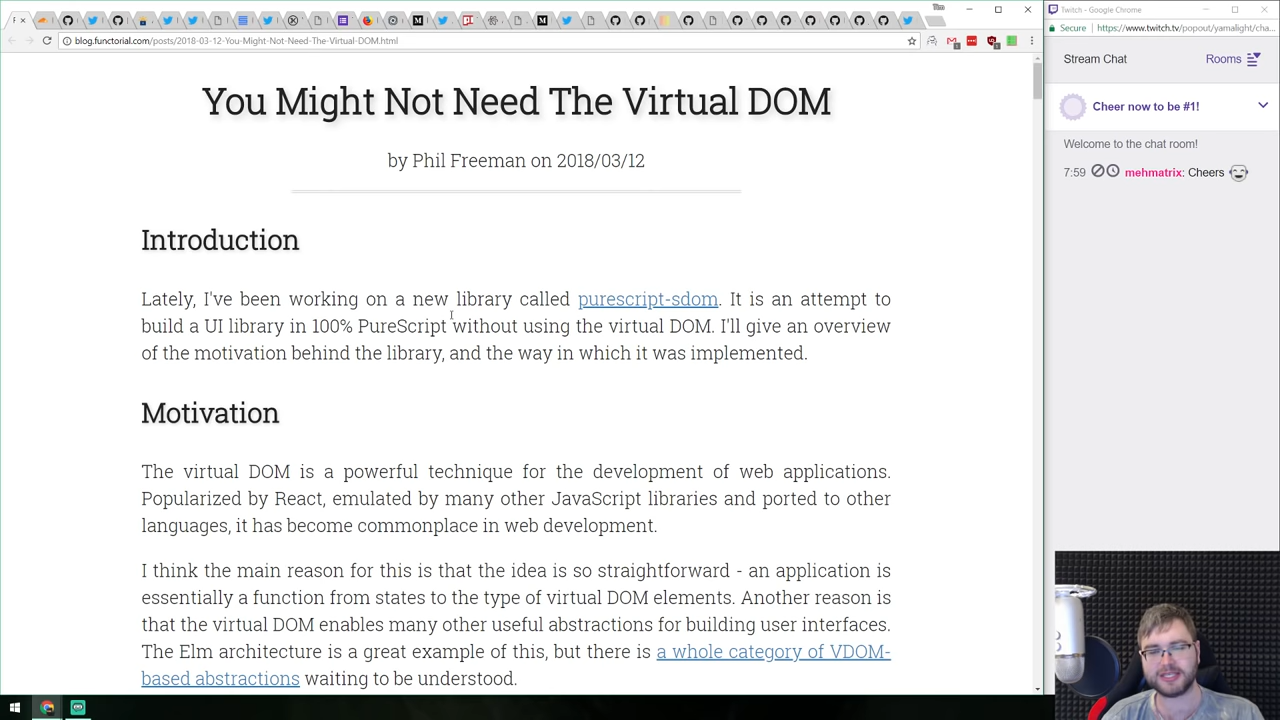 blog.functorial.com/posts/2018-03-12-You-Might-Not-Need-The-Virtual-DOM.html
You Might Not Need The Virtual DOM
by Phil Freeman on 2018/03/12
Introduction
Lately, I've been working on a new library called purescript-sdom. It is an attempt to
build a UI library in 100% PureScript without using the virtual DOM. I'll give an overview
of the motivation behind the library, and the way in which it was implemented.
Motivation
The virtual DOM is a powerful technique for the development of web applications.
Popularized by React, emulated by many other JavaScript libraries and ported to other
languages, it has become commonplace in web development.
I think the main reason for this is that the idea is so straightforward - an application is
essentially a function from states to the type of virtual DOM elements. Another reason is
that the virtual DOM enables many other useful abstractions for building user interfaces.
The Elm architecture is a great example of this, but there is a whole category of VDOM-
based abstractions waiting to be understood.
Twitch - Google Chrome
Secure https://www.twitch.tv/popout/yamalight/cha...
Stream Chat Rooms
Cheer now to be #1!
Welcome to the chat room!
7:59 mehmatrix: Cheers